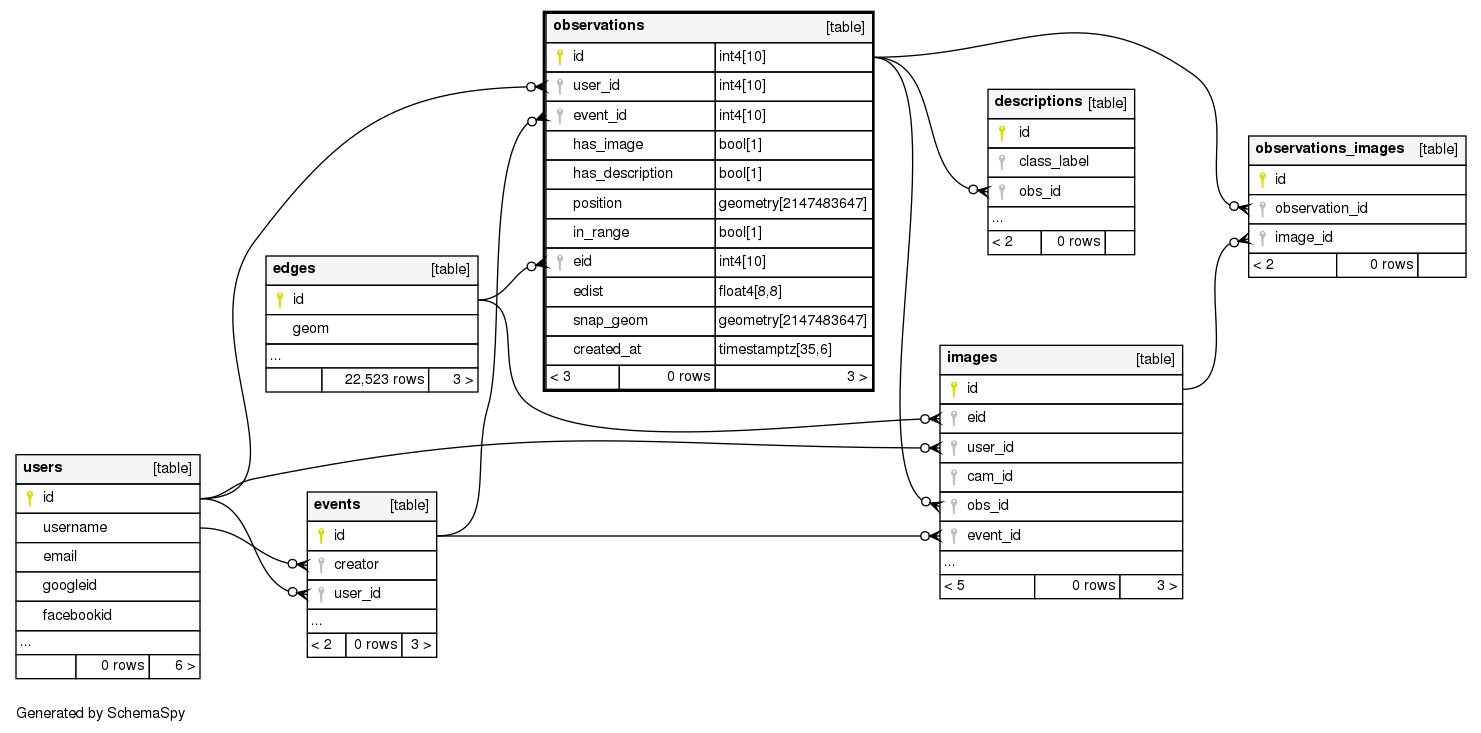 observations [table]
id int4[10]
user_id int4[10]
event_id int4[10]
has_image bool[1]
has_description bool[1]
position geometry[2147483647]
in_range bool[1]
eid int4[10]
edist float4[8,8]
snap_geom geometry[2147483647]
created_at timestamptz[35,6]
< 3 0 rows 3 >
descriptions [table]
id
class_label
obs_id
...
< 2 0 rows
observations_images [table]
id
observation_id
image_id
< 2 0 rows
edges [table]
id
geom
...
22,523 rows 3 >
images [table]
id
eid
user_id
cam_id
obs_id
event_id
...
< 5 0 rows 3 >
users [table]
id
username
email
googleid
facebookid
...
0 rows 6 >
events [table]
id
creator
user_id
...
< 2 0 rows 3 >
Generated by SchemaSpy